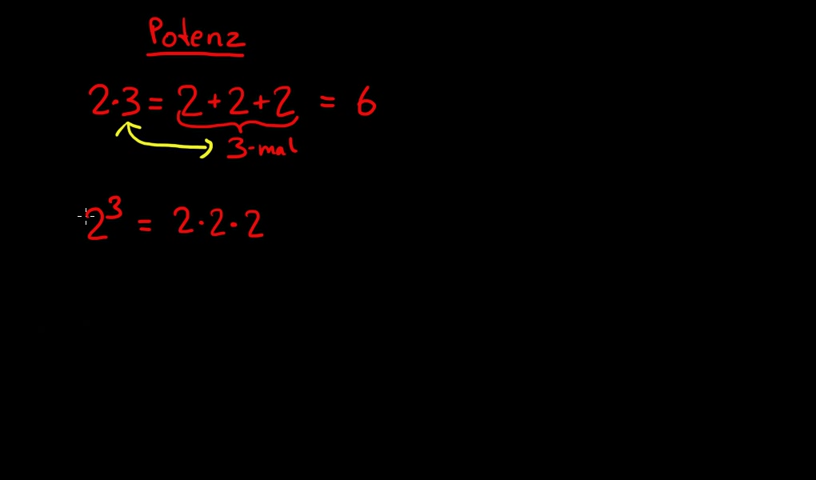 Potenz
2·3 = 2+2+2 = 6
3-mal
2³ = 2·2·2